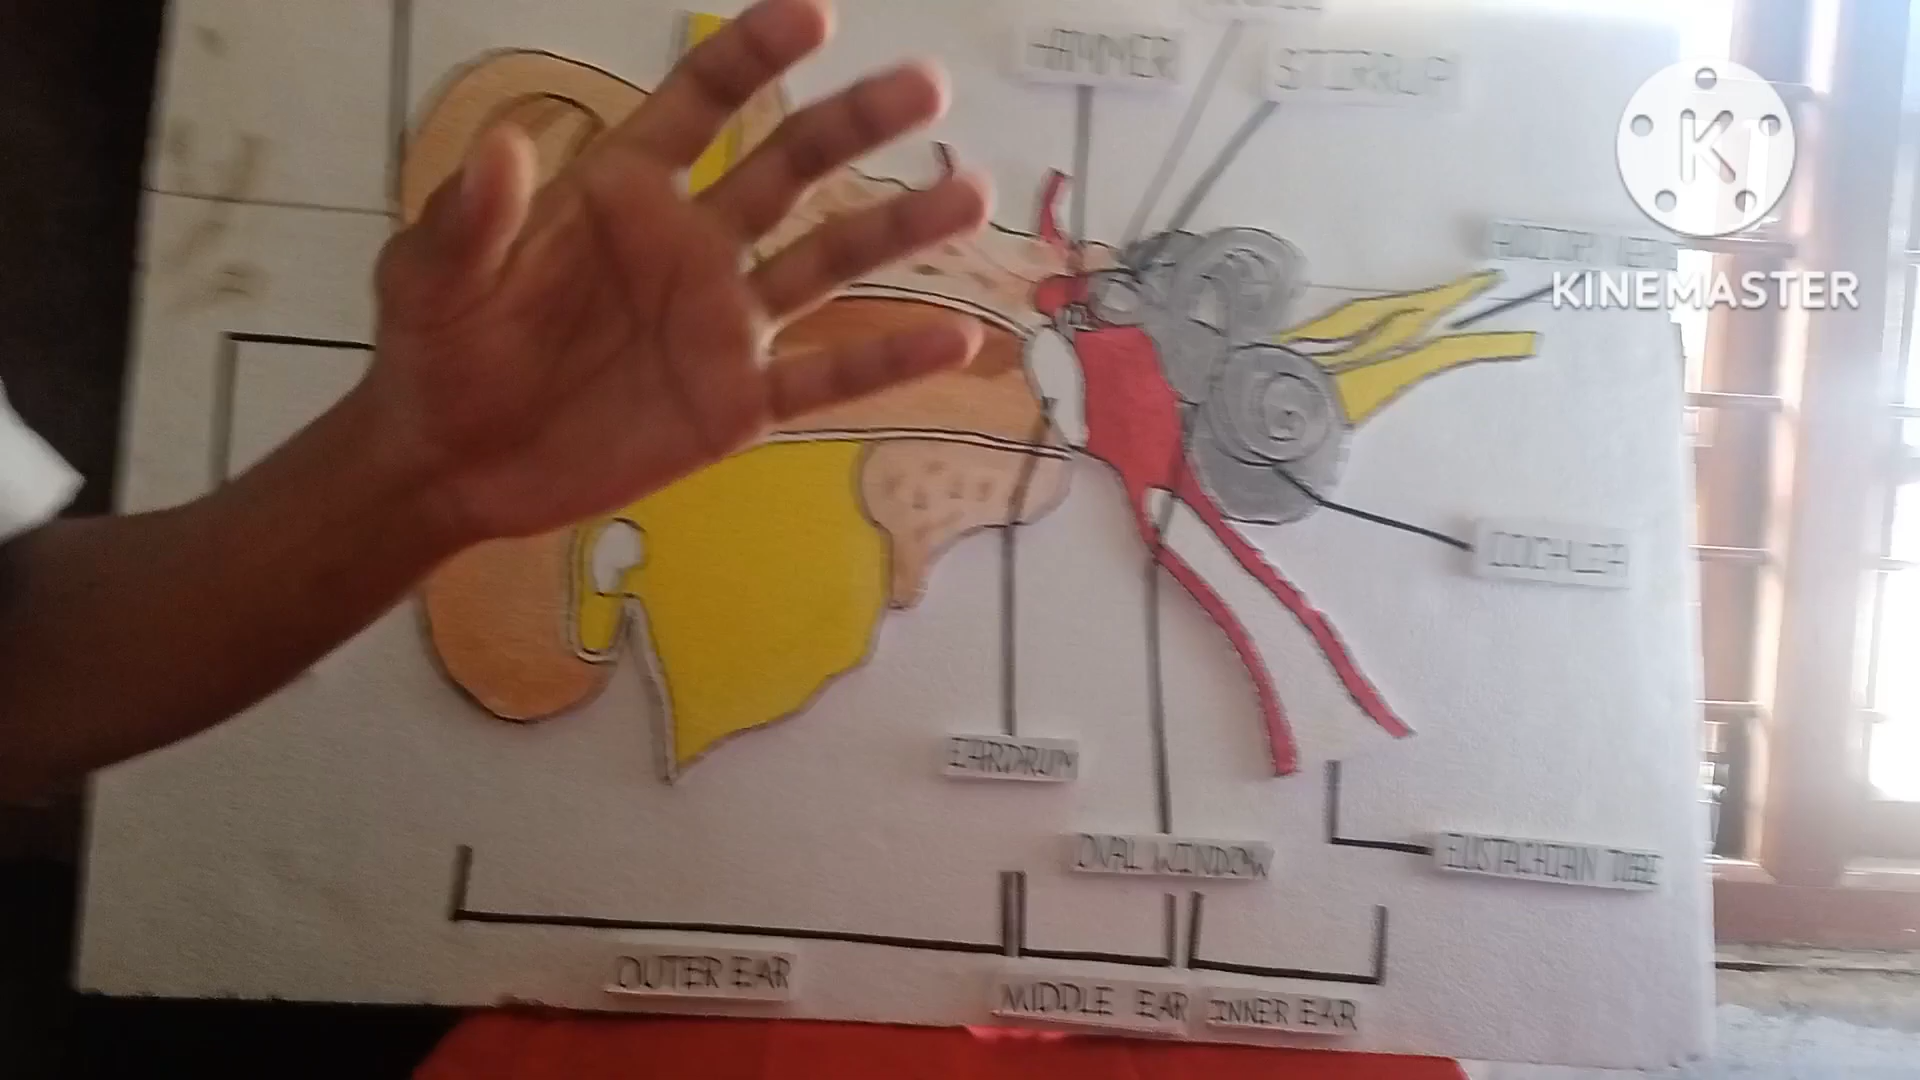 HAMMER
STIRRUP
K
KINEMASTER
COCHLEA
EARDRUM
OVAL WINDOW
EUSTACHIAN TUBE
OUTER EAR
MIDDLE EAR
INNER EAR